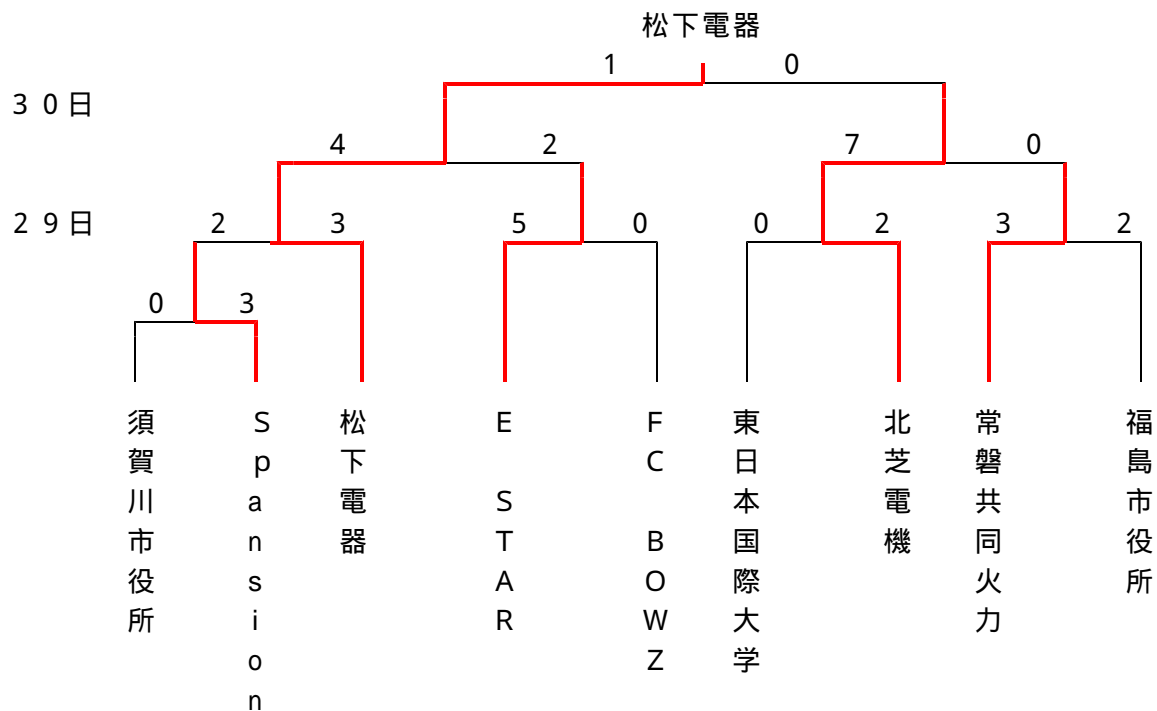 松下電器
1 0
３０日
4 2 7 0
２９日
2 3 5 0 0 2 3 2
0 3
須賀川市役所
Spansion
松下電器
E STAR
FC BOWZ
東日本国際大学
北芝電機
常磐共同火力
福島市役所